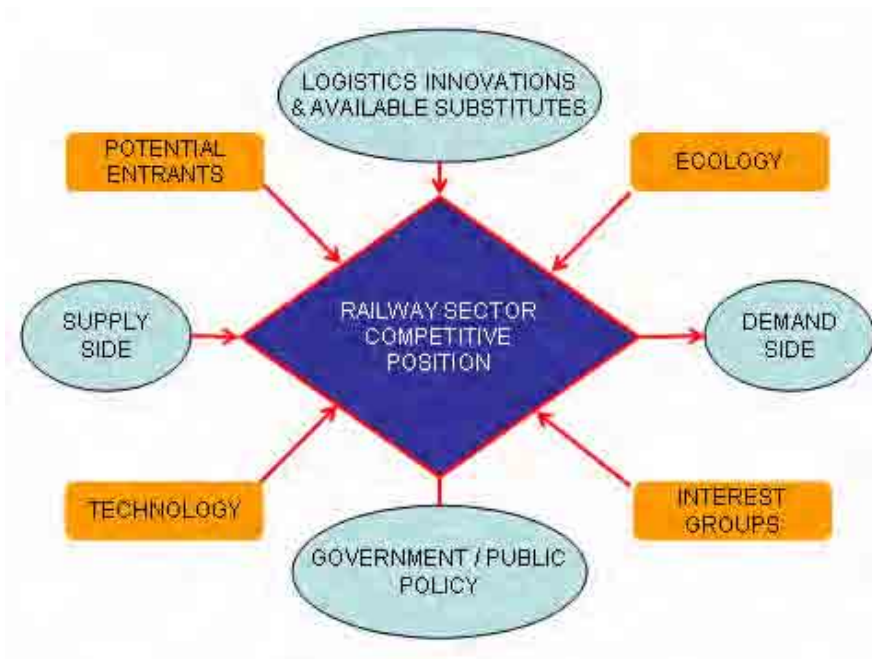 LOGISTICS INNOVATIONS
& AVAILABLE SUBSTITUTES
POTENTIAL
ENTRANTS
ECOLOGY
SUPPLY
SIDE
RAILWAY SECTOR
COMPETITIVE
POSITION
DEMAND
SIDE
TECHNOLOGY
INTEREST
GROUPS
GOVERNMENT / PUBLIC
POLICY